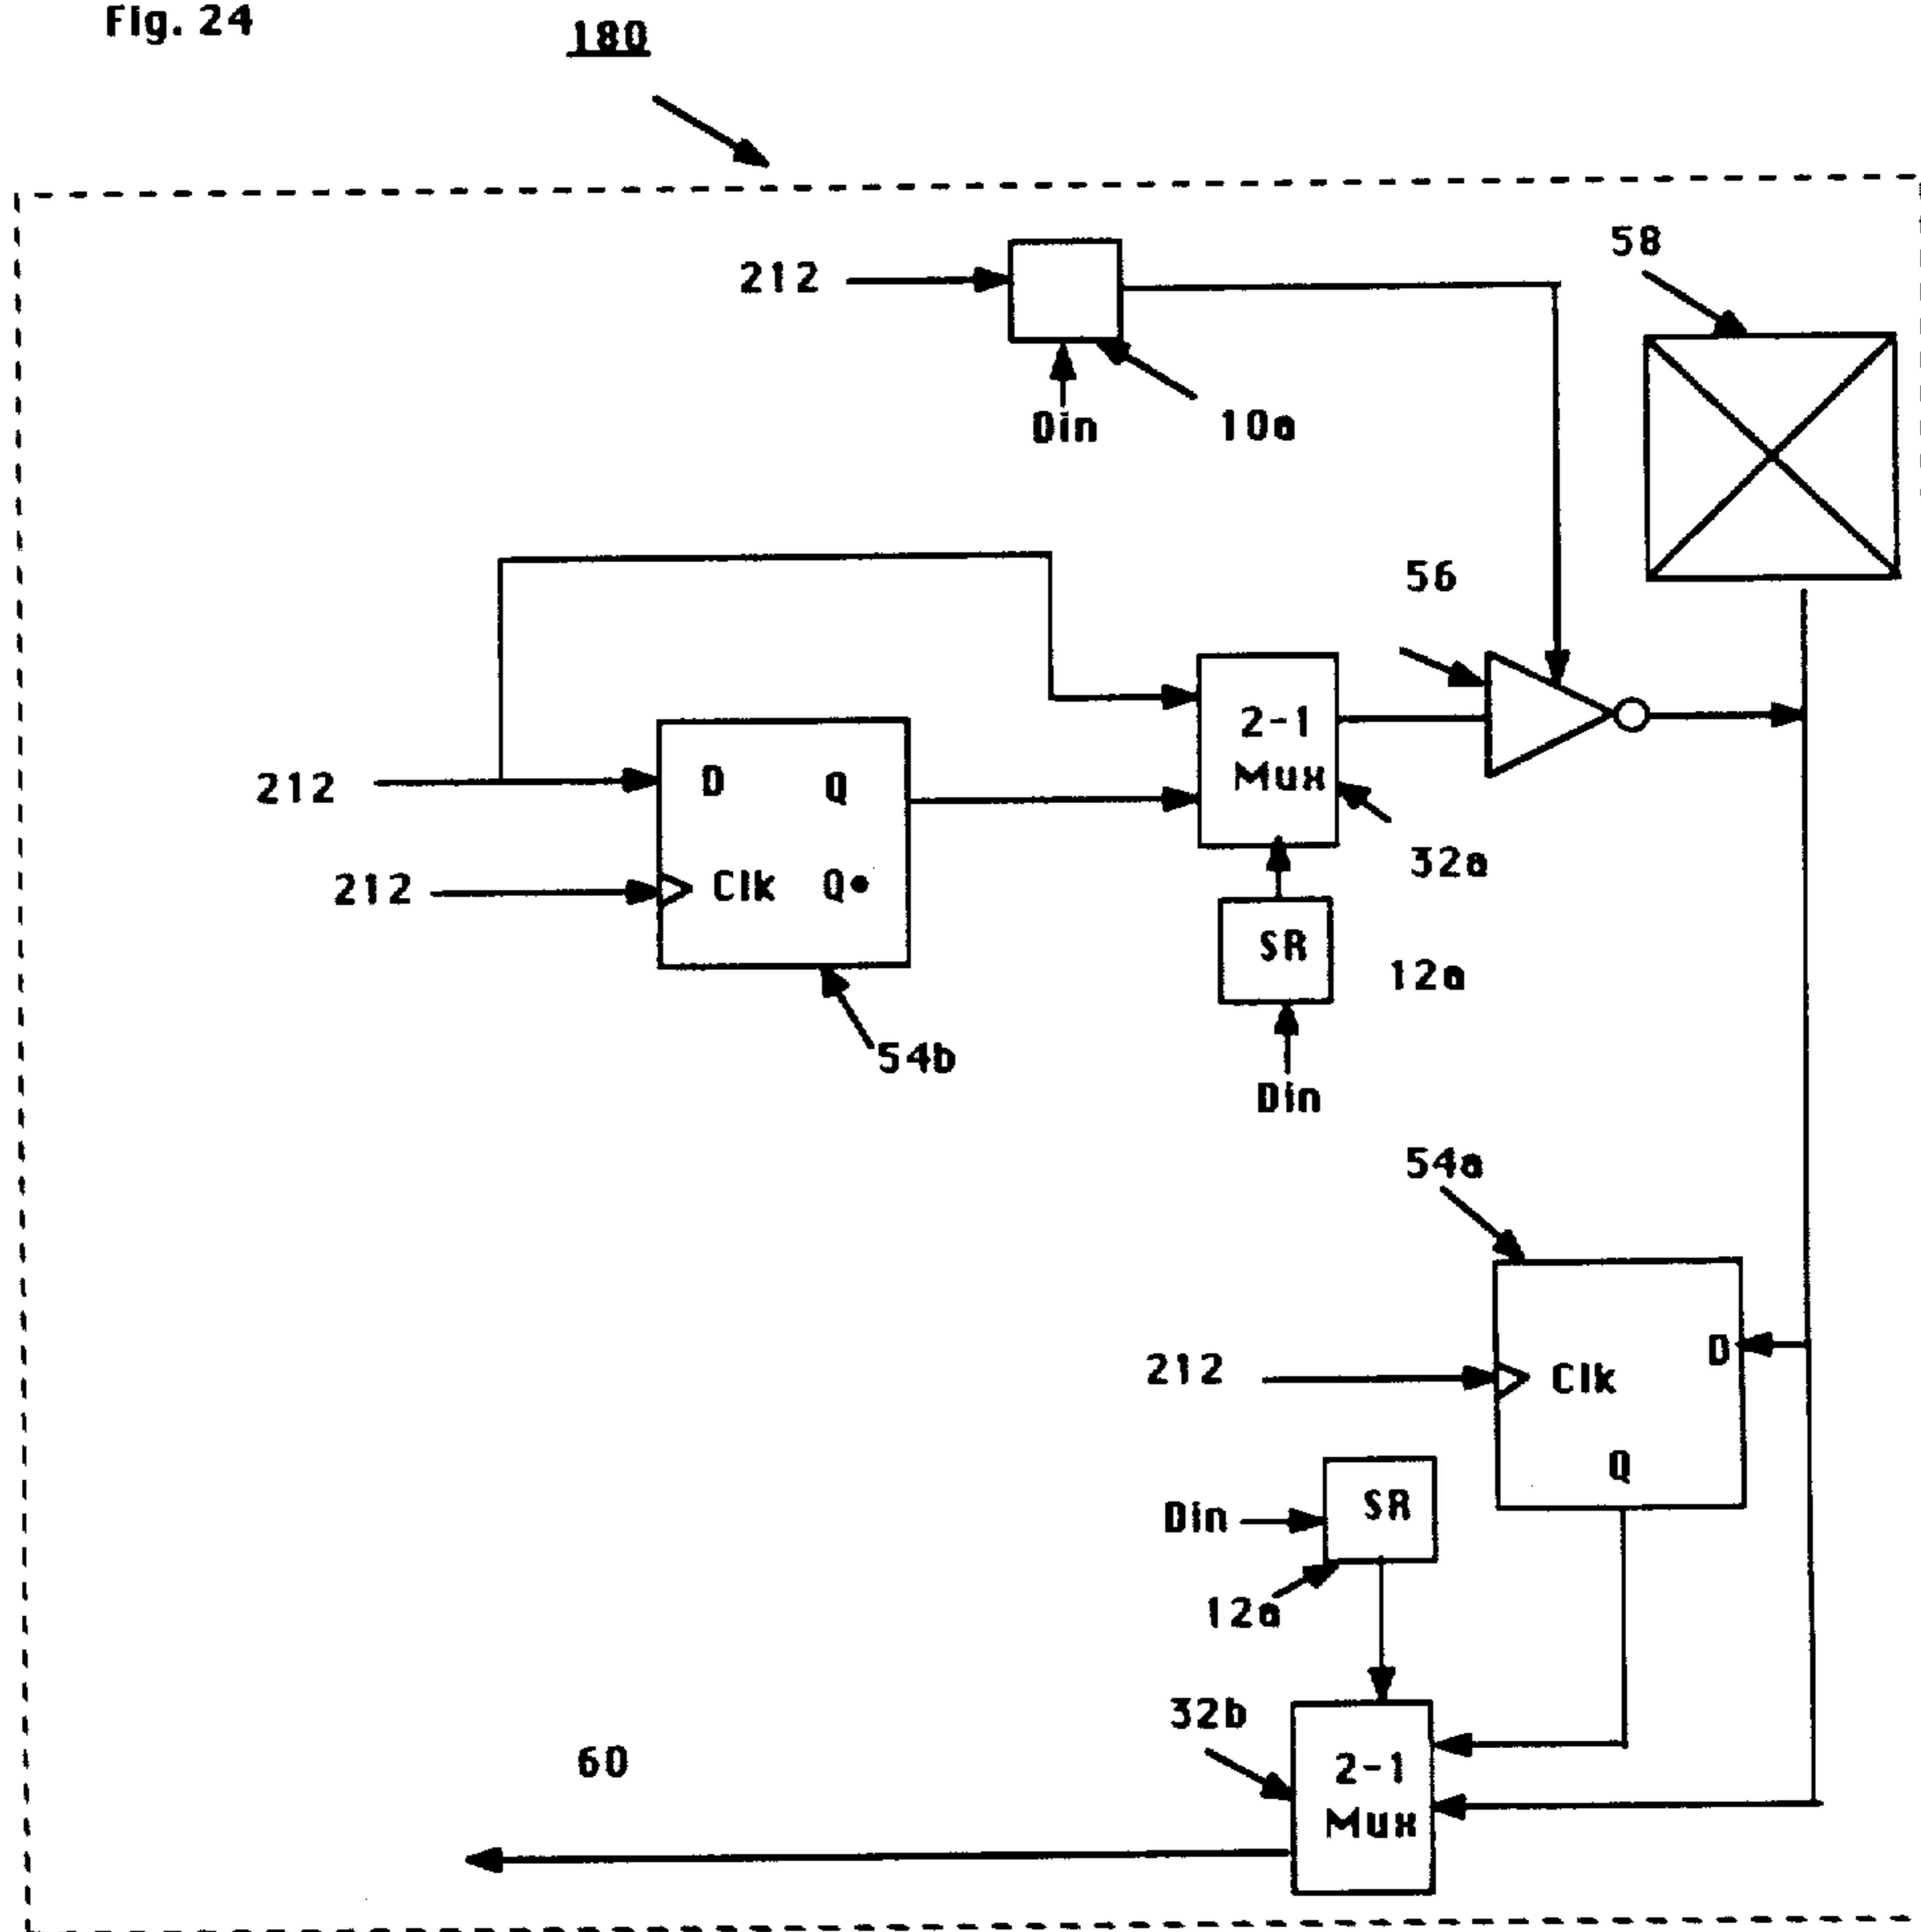 Fig. 24
180
58
212
Din
10a
56
2-1
Mux
212
D
Q
32a
212
Clk
Q•
SR
12a
54b
Din
54a
D
212
Clk
Q
SR
Din
12a
32b
60
2-1
Mux